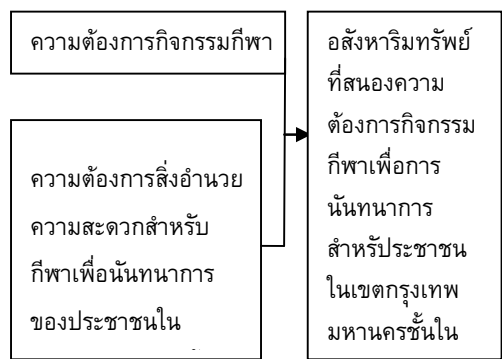 ความต้องการกิจกรรมกีฬา
ความต้องการสิ่งอำนวย
ความสะดวกสำหรับ
กีฬาเพื่อนันทนาการ
ของประชาชนใน
อสังหาริมทรัพย์
ที่สนองความ
ต้องการกิจกรรม
กีฬาเพื่อการ
นันทนาการ
สำหรับประชาชน
ในเขตกรุงเทพ
มหานครชั้นใน